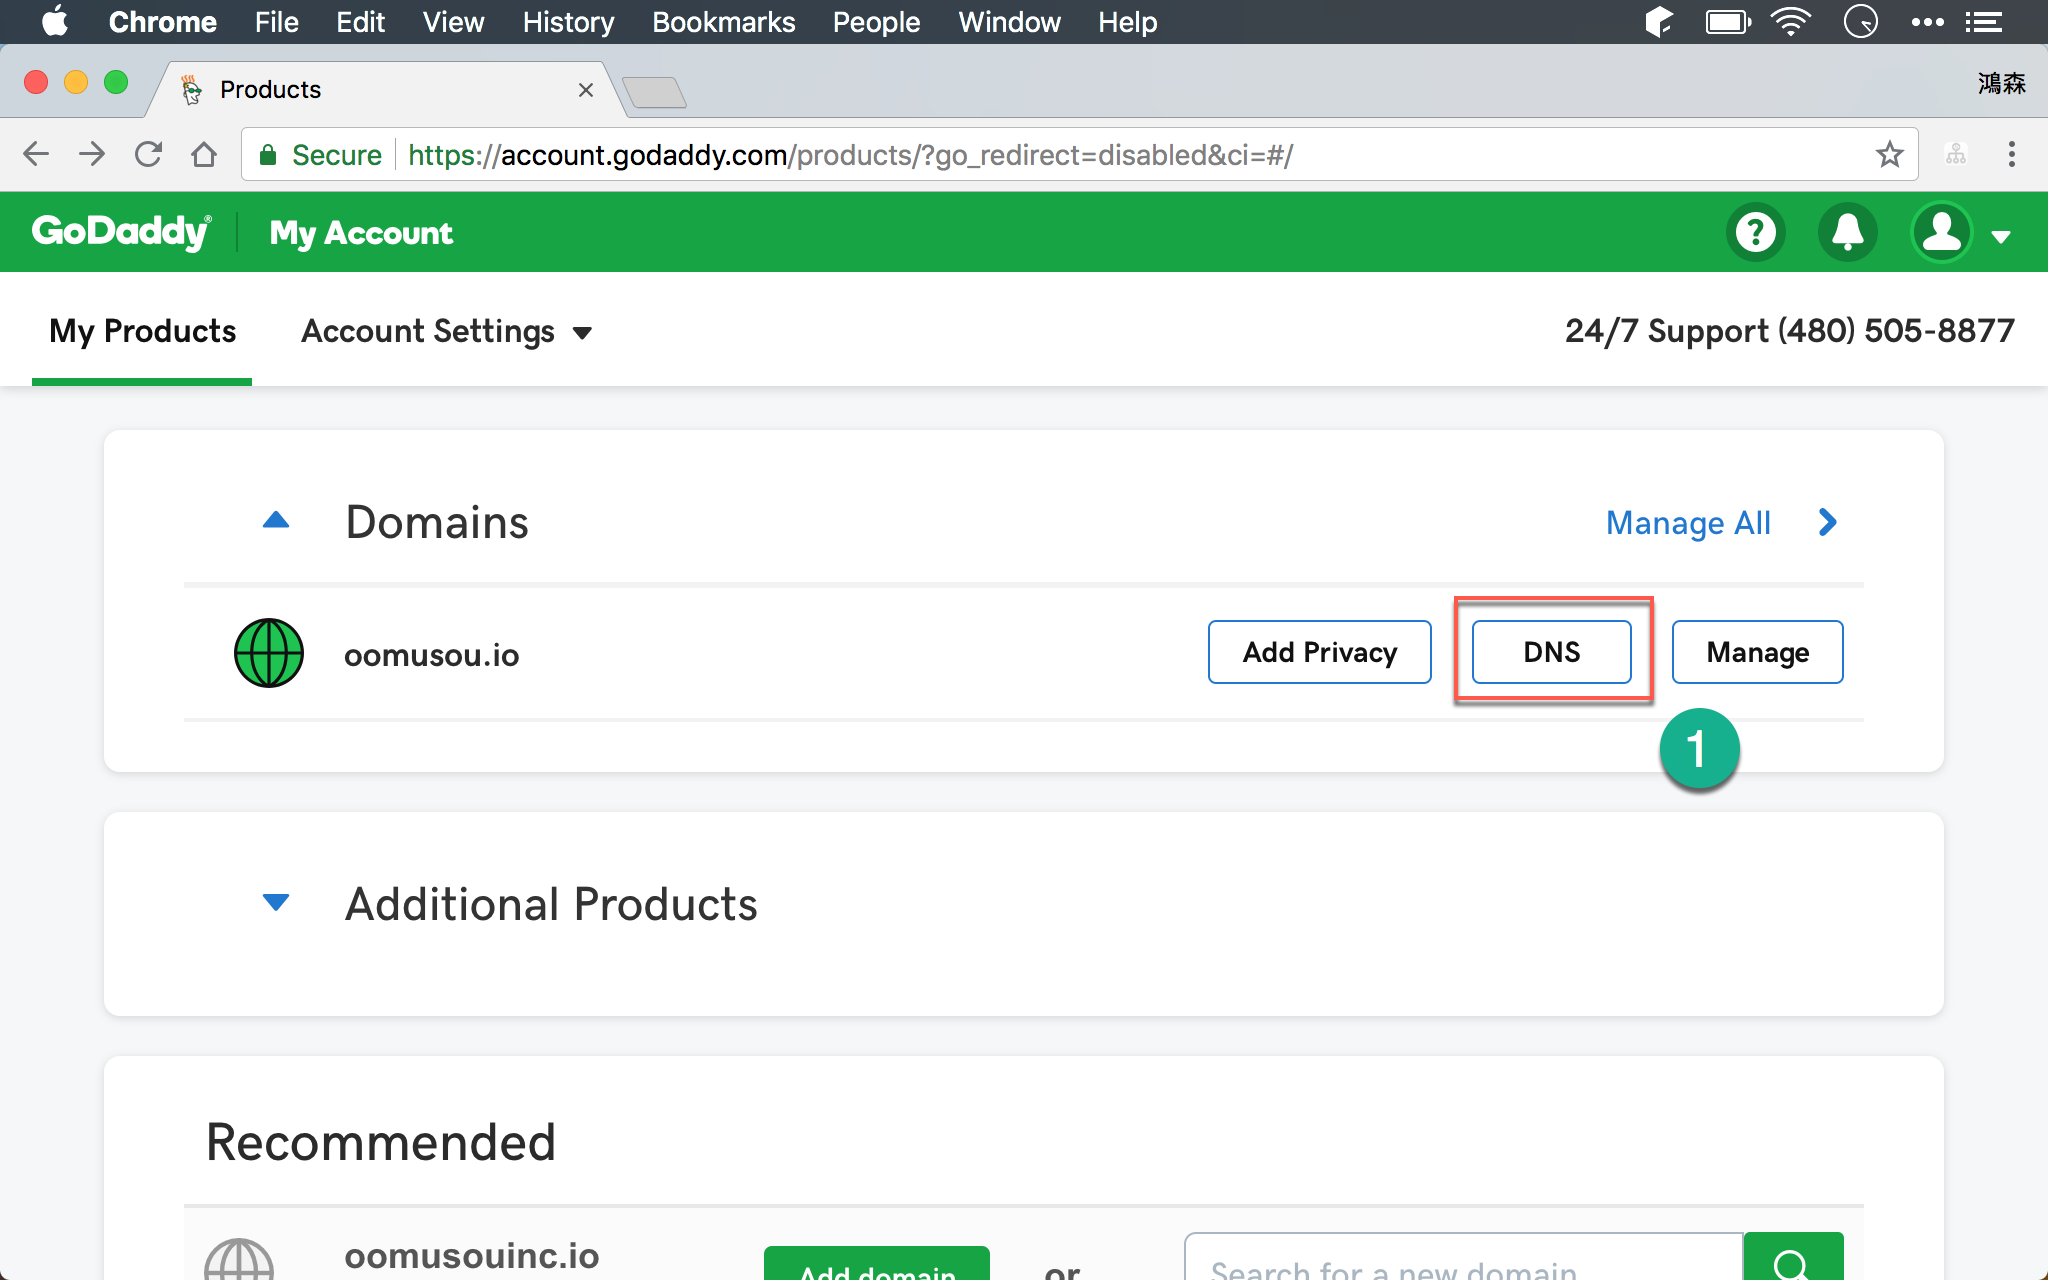 Chrome File Edit View History Bookmarks People Window Help
Products
鴻森
Secure https://account.godaddy.com/products/?go_redirect=disabled&ci=#/
GoDaddy® My Account
My Products Account Settings 24/7 Support (480) 505-8877
Domains Manage All
oomusou.io Add Privacy DNS Manage
1
Additional Products
Recommended
oomusouinc.io Add domain or Search for a new domain